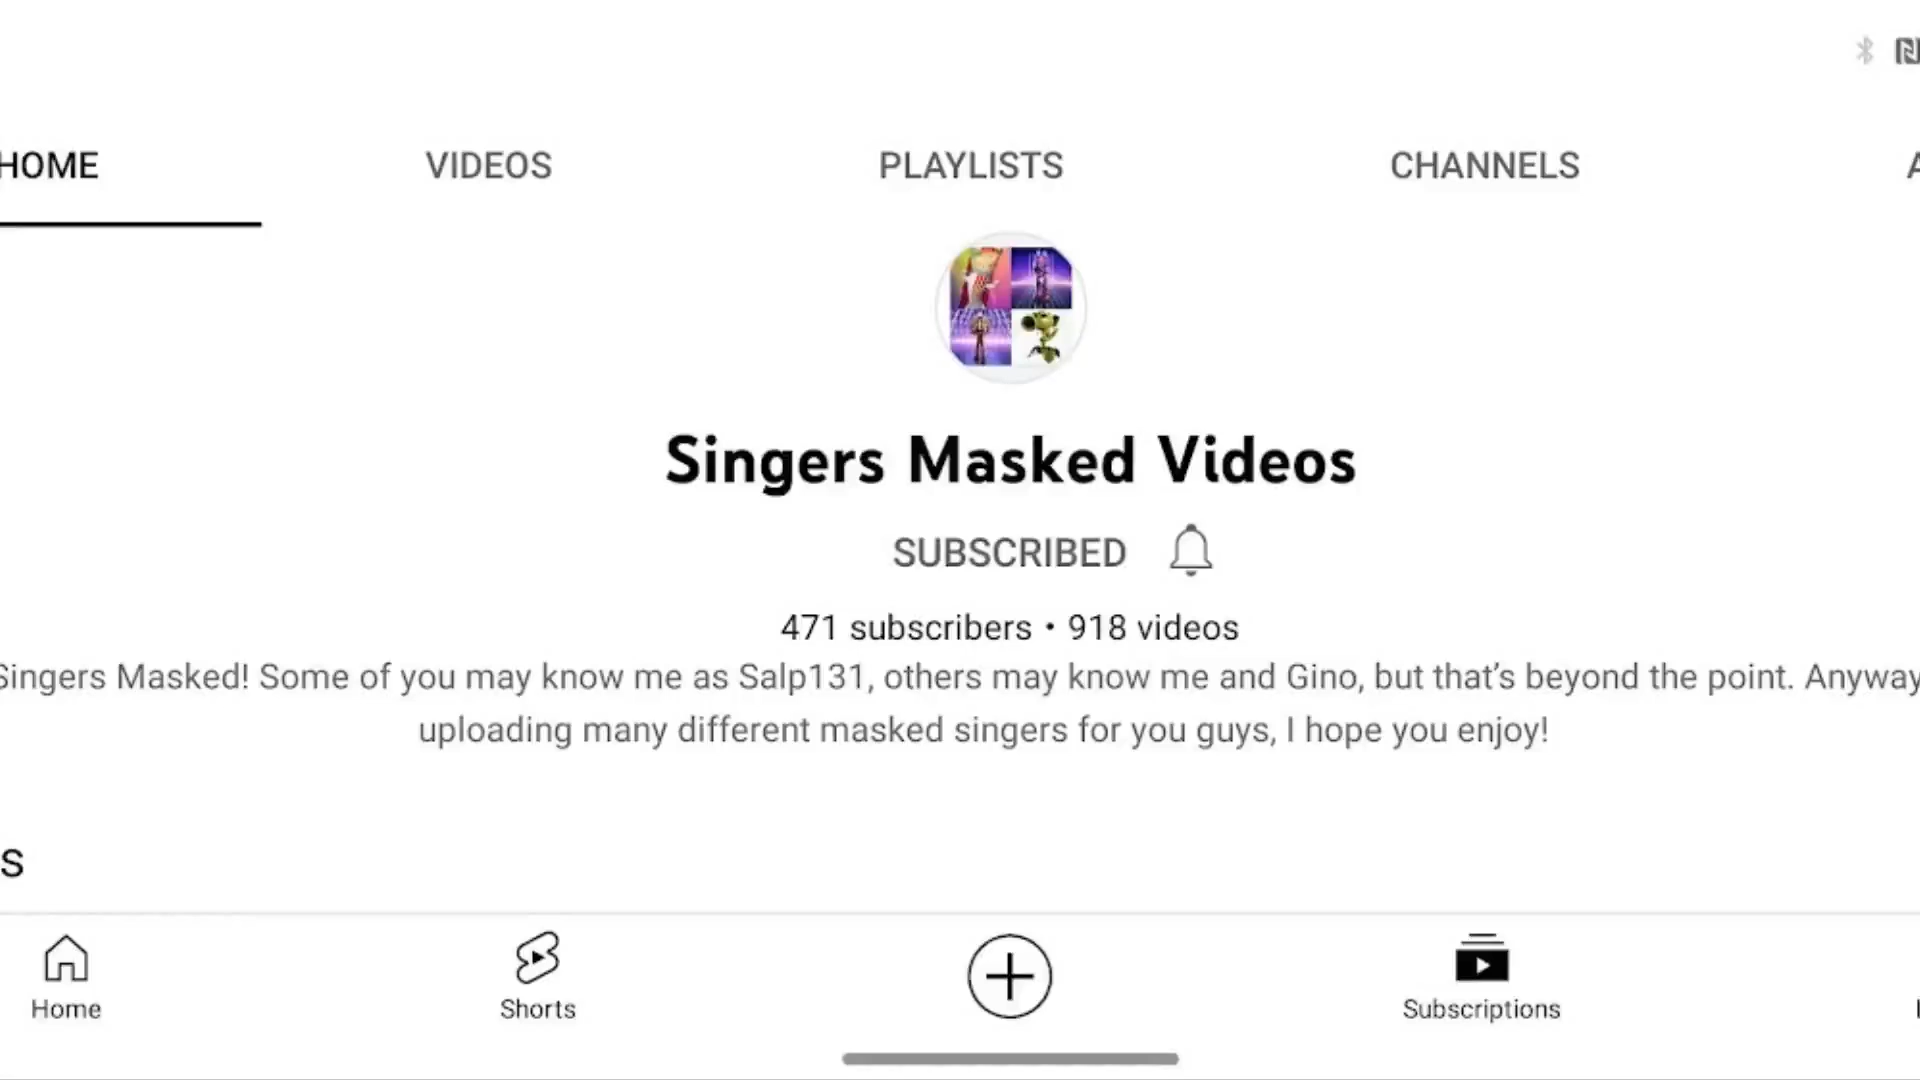 HOME VIDEOS PLAYLISTS CHANNELS
Singers Masked Videos
SUBSCRIBED
471 subscribers • 918 videos
Singers Masked! Some of you may know me as Salp131, others may know me and Gino, but that’s beyond the point. Anyway
uploading many different masked singers for you guys, I hope you enjoy!
S
Home Shorts Subscriptions